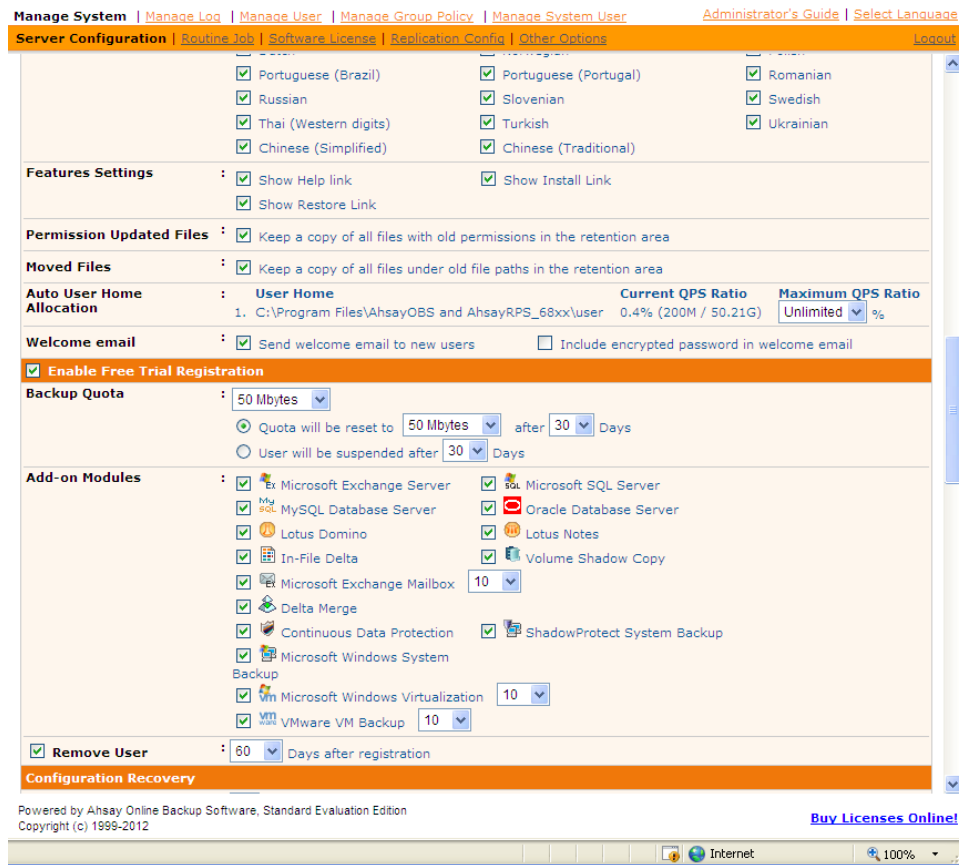 Manage System | Manage Log | Manage User | Manage Group Policy | Manage System User Administrator's Guide | Select Language
Server Configuration | Routine Job | Software License | Replication Config | Other Options Logout
Portuguese (Brazil) Portuguese (Portugal) Romanian
Russian Slovenian Swedish
Thai (Western digits) Turkish Ukrainian
Chinese (Simplified) Chinese (Traditional)
Features Settings : Show Help link Show Install Link
Show Restore Link
Permission Updated Files : Keep a copy of all files with old permissions in the retention area
Moved Files : Keep a copy of all files under old file paths in the retention area
Auto User Home Allocation : User Home Current QPS Ratio Maximum QPS Ratio
1. C:\Program Files\AhsayOBS and AhsayRPS_68xx\user 0.4% (200M / 50.21G) Unlimited %
Welcome email : Send welcome email to new users Include encrypted password in welcome email
Enable Free Trial Registration
Backup Quota : 50 Mbytes
Quota will be reset to 50 Mbytes after 30 Days
User will be suspended after 30 Days
Add-on Modules : Microsoft Exchange Server Microsoft SQL Server
MySQL Database Server Oracle Database Server
Lotus Domino Lotus Notes
In-File Delta Volume Shadow Copy
Microsoft Exchange Mailbox 10
Delta Merge
Continuous Data Protection ShadowProtect System Backup
Microsoft Windows System
Backup
Microsoft Windows Virtualization 10
VMware VM Backup 10
Remove User : 60 Days after registration
Configuration Recovery
Powered by Ahsay Online Backup Software, Standard Evaluation Edition
Copyright (c) 1999-2012 Buy Licenses Online!
Internet 100%